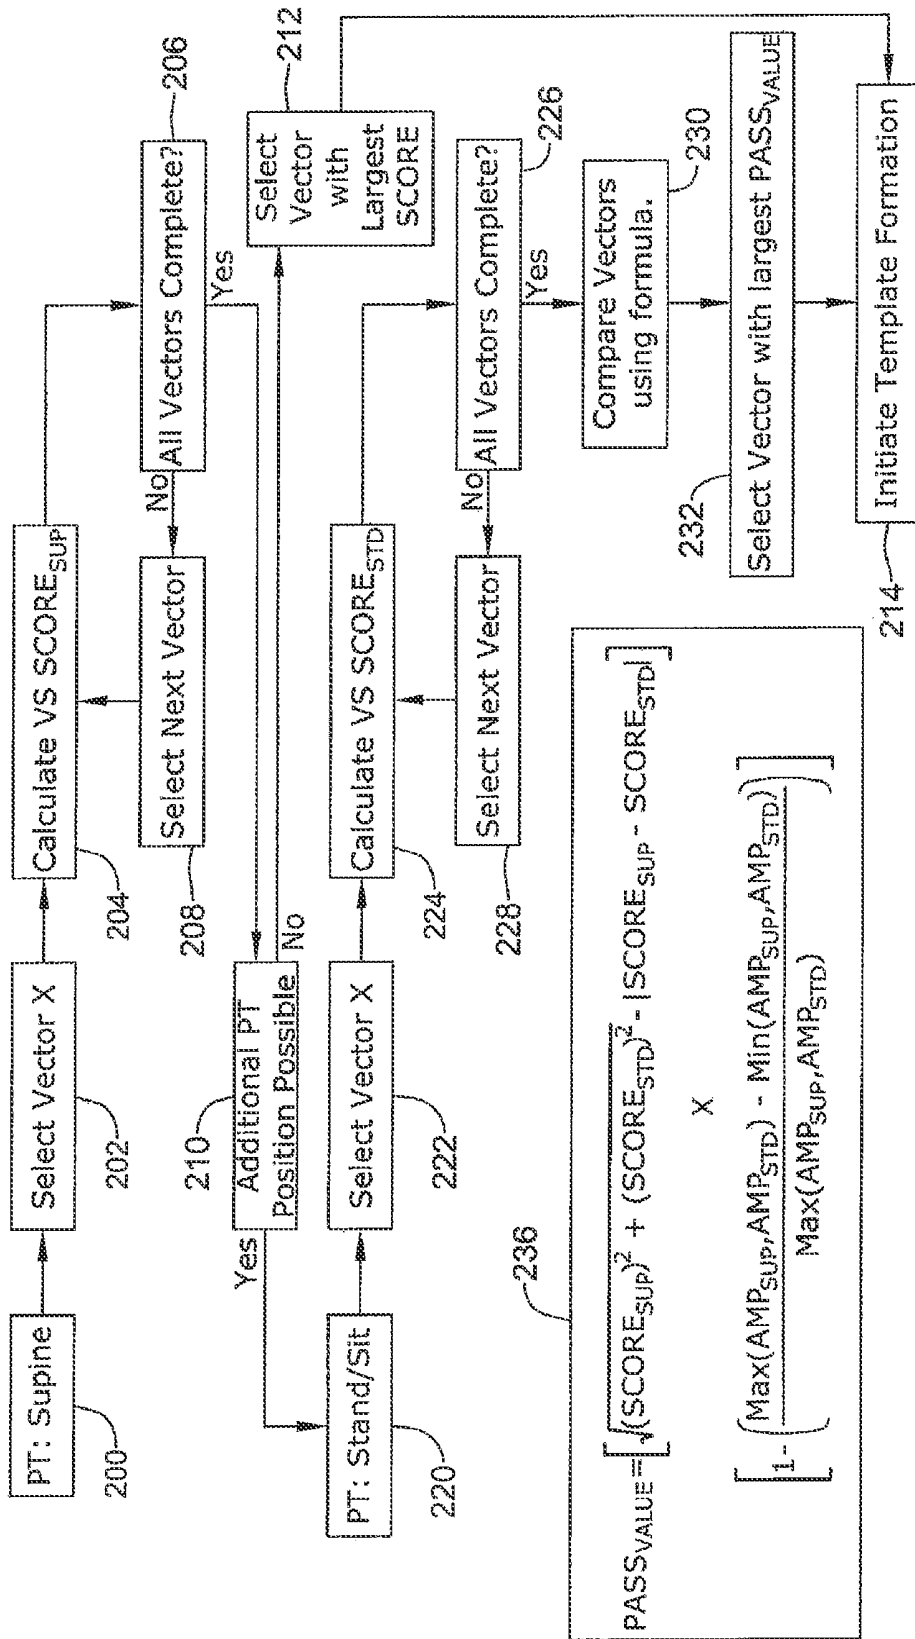 PT: Supine
200
Select Vector X
202
Calculate VS SCORE_SUP
204
All Vectors Complete?
206
No
Yes
Select Next Vector
208
Additional PT
Position Possible
210
Yes
No
Select
Vector
with
Largest
SCORE
212
PT: Stand/Sit
220
Select Vector X
222
Calculate VS SCORE_STD
224
All Vectors Complete?
226
No
Yes
Select Next Vector
228
Compare Vectors
using formula.
230
Select Vector with largest PASS_VALUE
232
Initiate Template Formation
214
236
PASS_VALUE = [√(SCORE_SUP)² + (SCORE_STD)² - |SCORE_SUP - SCORE_STD|]
X
[1 - (Max(AMP_SUP,AMP_STD) - Min(AMP_SUP,AMP_STD)
Max(AMP_SUP,AMP_STD))]